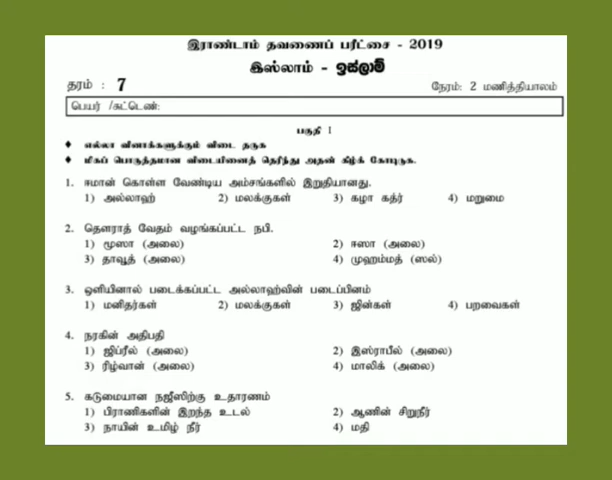 இரண்டாம் தவணைப் பரீட்சை - 2019
இஸ்லாம் - ඉස්ලාම්
தரம் : 7 நேரம்: 2 மணித்தியாலம்
பெயர் /சுட்டெண்:
பகுதி 1
♦ எல்லா வினாக்களுக்கும் விடை தருக
♦ மிகப் பொருத்தமான விடையினைத் தெரிந்து அதன் கீழ்க் கோடிடுக.
1. ஈமான் கொள்ள வேண்டிய அம்சங்களில் இறுதியானது.
1) அல்லாஹ் 2) மலக்குகள் 3) கழா கத்ர் 4) மறுமை
2. தௌராத் வேதம் வழங்கப்பட்ட நபி.
1) மூஸா (அலை) 2) ஈஸா (அலை)
3) தாவூத் (அலை) 4) முஹம்மத் (ஸல்)
3. ஒளியினால் படைக்கப்பட்ட அல்லாஹ்வின் படைப்பினம்
1) மனிதர்கள் 2) மலக்குகள் 3) ஜின்கள் 4) பறவைகள்
4. நரகின் அதிபதி
1) ஜிப்ரீல் (அலை) 2) இஸ்ராபீல் (அலை)
3) ரிழ்வான் (அலை) 4) மாலிக் (அலை)
5. கடுமையான நஜீஸிற்கு உதாரணம்
1) பிராணிகளின் இறந்த உடல் 2) ஆணின் சிறுநீர்
3) நாயின் உமிழ் நீர் 4) மதி